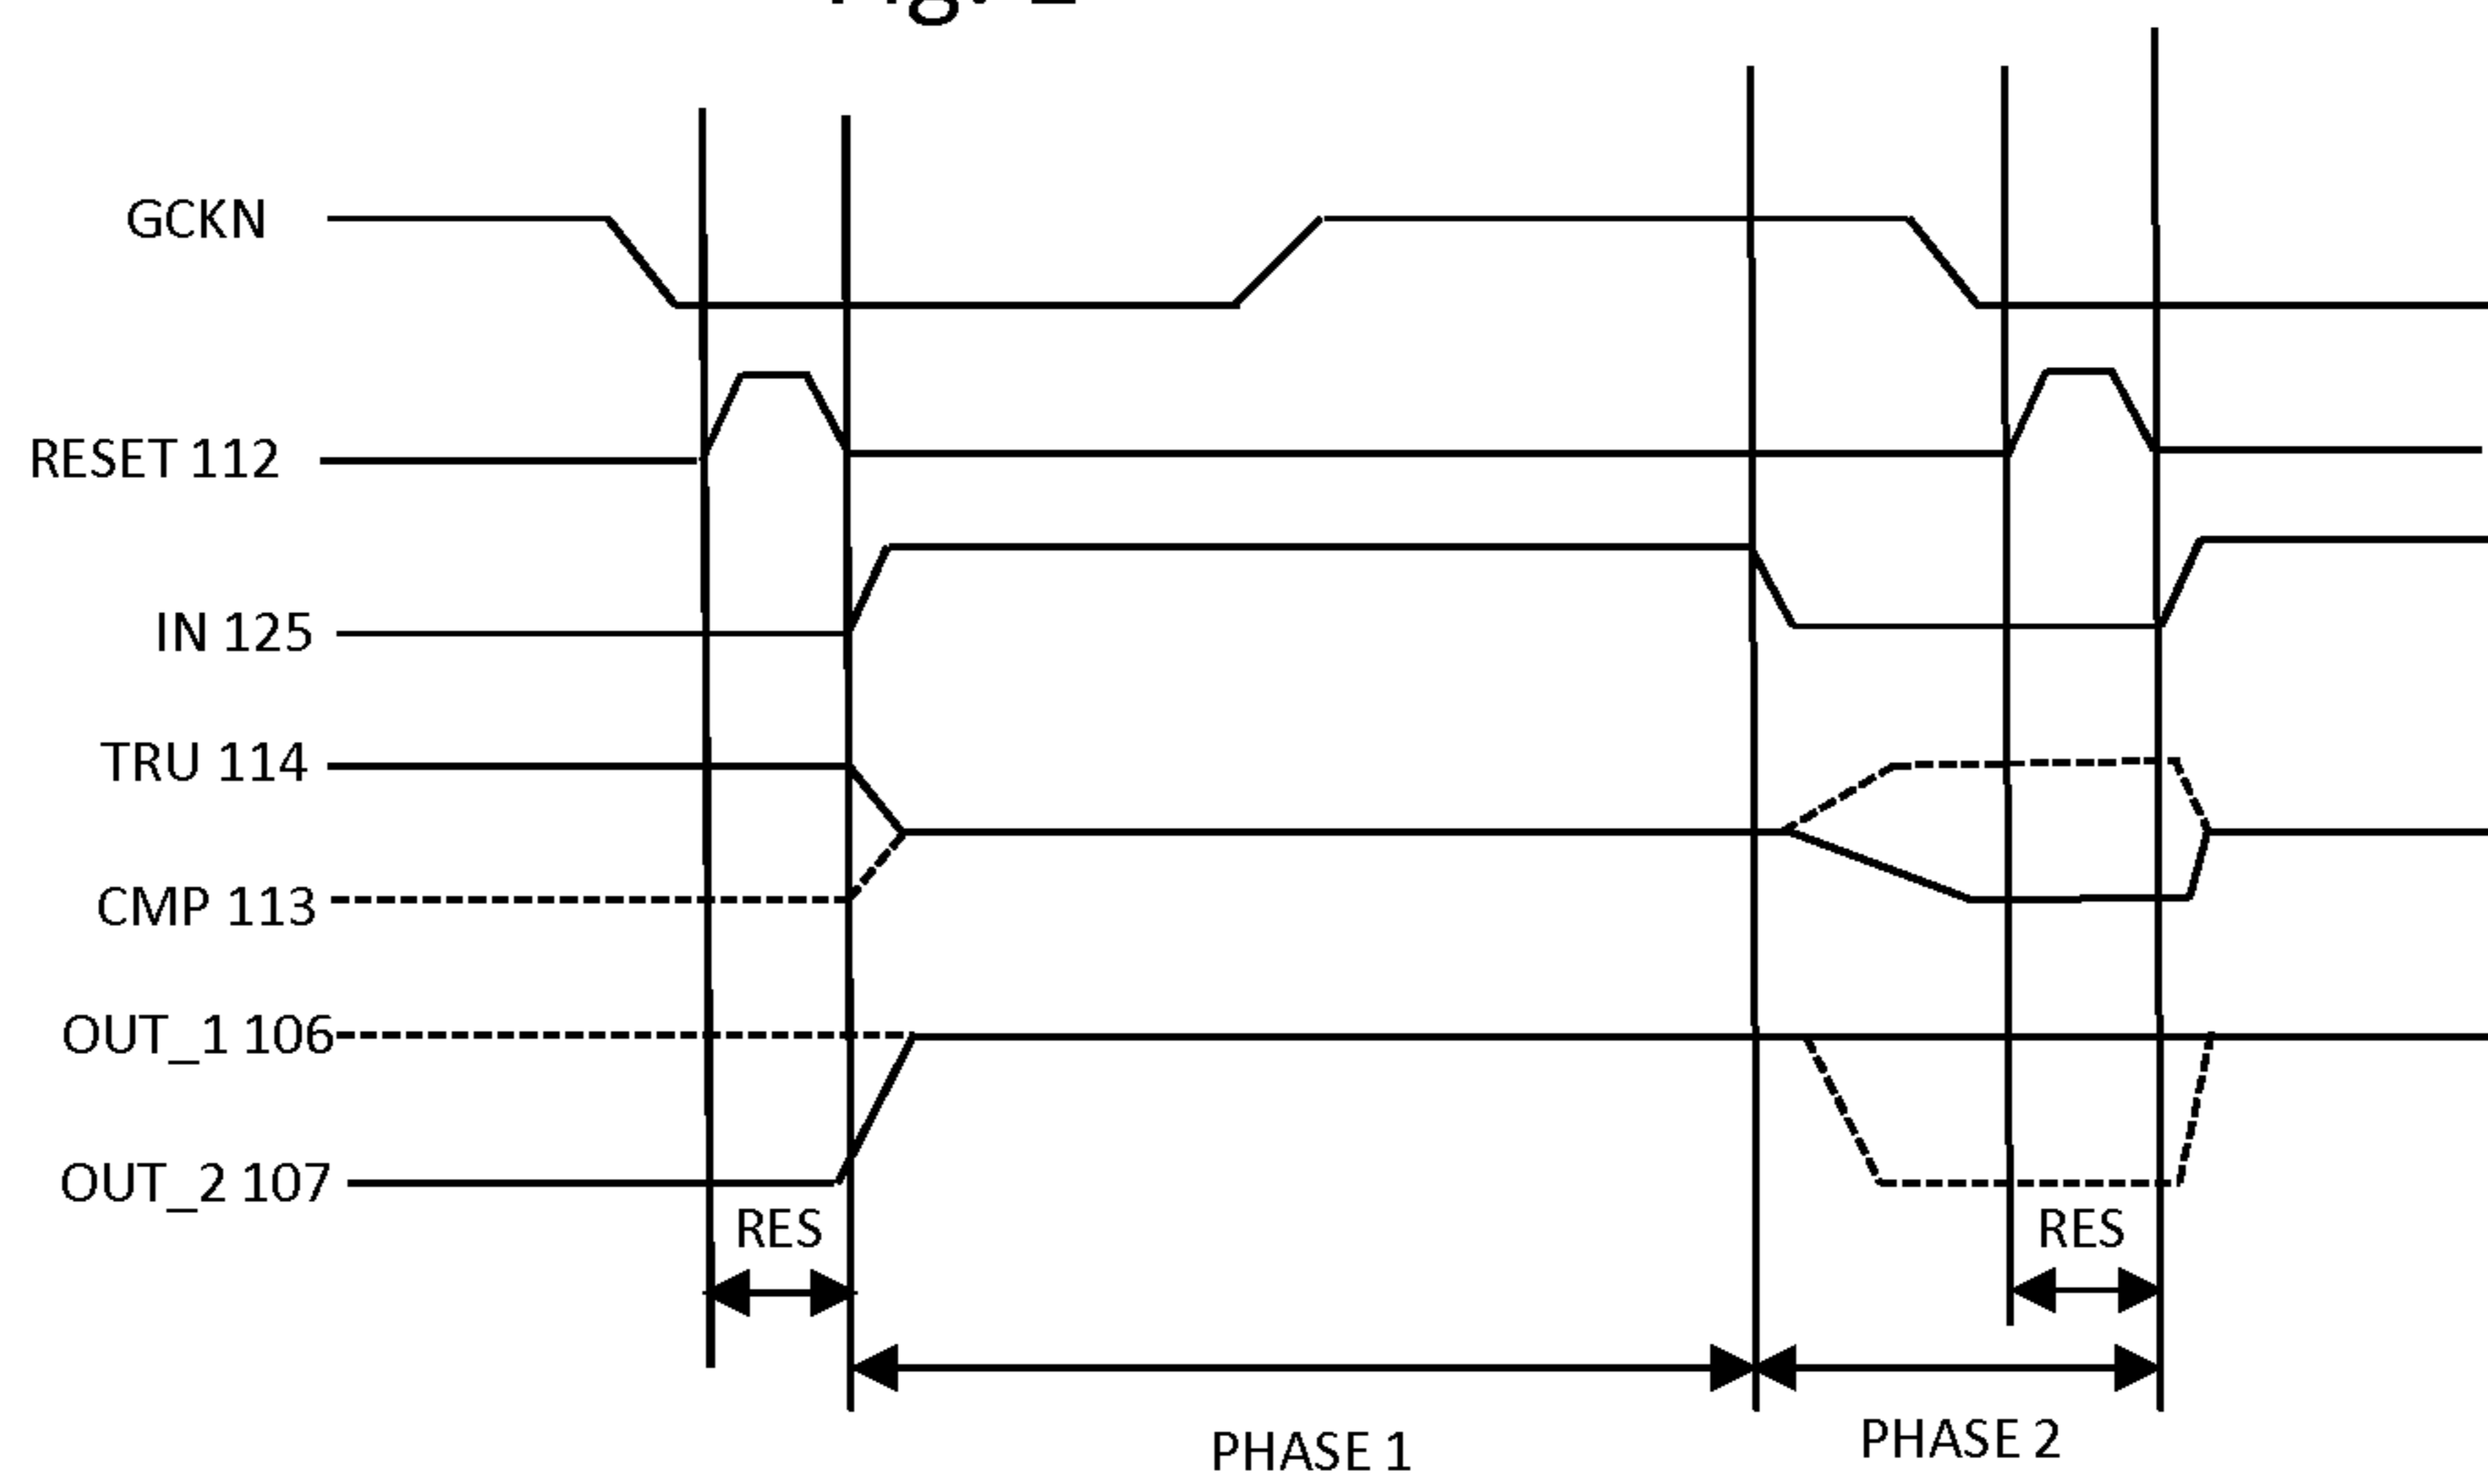 GCKN
RESET 112
IN 125
TRU 114
CMP 113
OUT_1 106
OUT_2 107
RES
RES
PHASE 1
PHASE 2